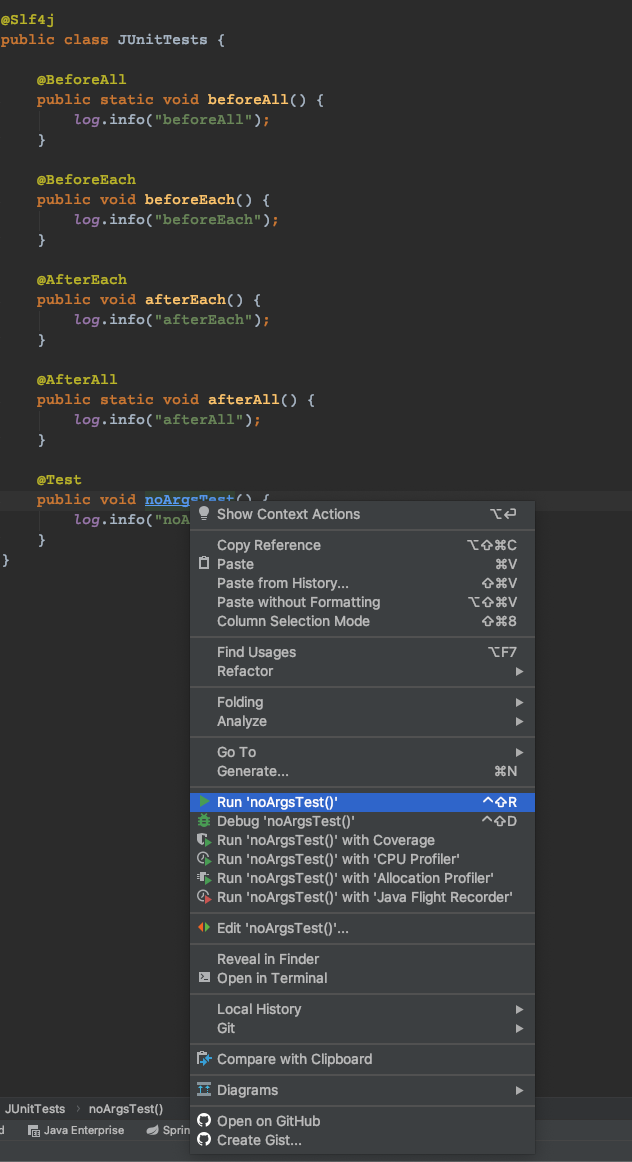 @Slf4j
public class JUnitTests {
@BeforeAll
public static void beforeAll() {
log.info("beforeAll");
}
@BeforeEach
public void beforeEach() {
log.info("beforeEach");
}
@AfterEach
public void afterEach() {
log.info("afterEach");
}
@AfterAll
public static void afterAll() {
log.info("afterAll");
}
@Test
public void noArgsTest() {
log.info("noA
}
}
Show Context Actions ⌥↩
Copy Reference ⌥⇧⌘C
Paste ⌘V
Paste from History... ⇧⌘V
Paste without Formatting ⌥⇧⌘V
Column Selection Mode ⇧⌘8
Find Usages ⌥F7
Refactor
Folding
Analyze
Go To
Generate... ⌘N
Run 'noArgsTest()' ^⇧R
Debug 'noArgsTest()' ^⇧D
Run 'noArgsTest()' with Coverage
Run 'noArgsTest()' with 'CPU Profiler'
Run 'noArgsTest()' with 'Allocation Profiler'
Run 'noArgsTest()' with 'Java Flight Recorder'
Edit 'noArgsTest()'...
Reveal in Finder
Open in Terminal
Local History
Git
Compare with Clipboard
Diagrams
Open on GitHub
Create Gist...
JUnitTests › noArgsTest()
d Java Enterprise Sprin